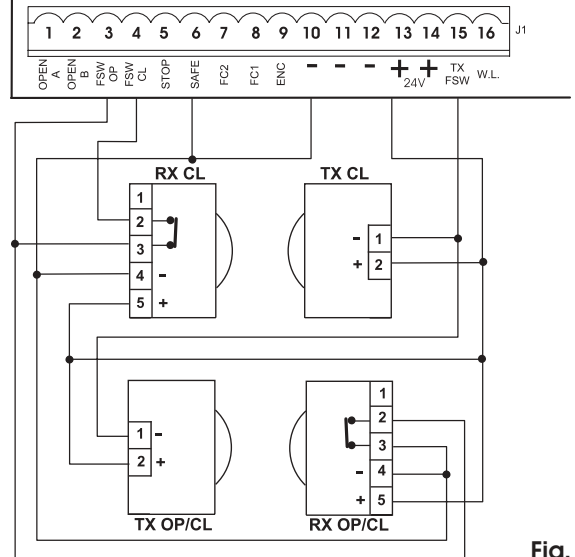 1 2 3 4 5 6 7 8 9 10 11 12 13 14 15 16 J1
OPEN A
OPEN B
FSW OP
FSW CL
STOP
SAFE
FC2
FC1
ENC
-
-
-
+ +
24V
TX FSW
W.L.
RX CL
1
2
3
4 -
5 +
TX CL
- 1
+ 2
1 -
2 +
TX OP/CL
1
2
3
- 4
+ 5
RX OP/CL
Fig.